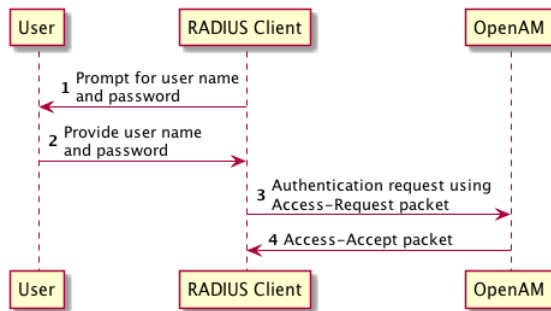 User RADIUS Client OpenAM
1 Prompt for user name
and password
2 Provide user name
and password
3 Authentication request using
Access-Request packet
4 Access-Accept packet
User RADIUS Client OpenAM